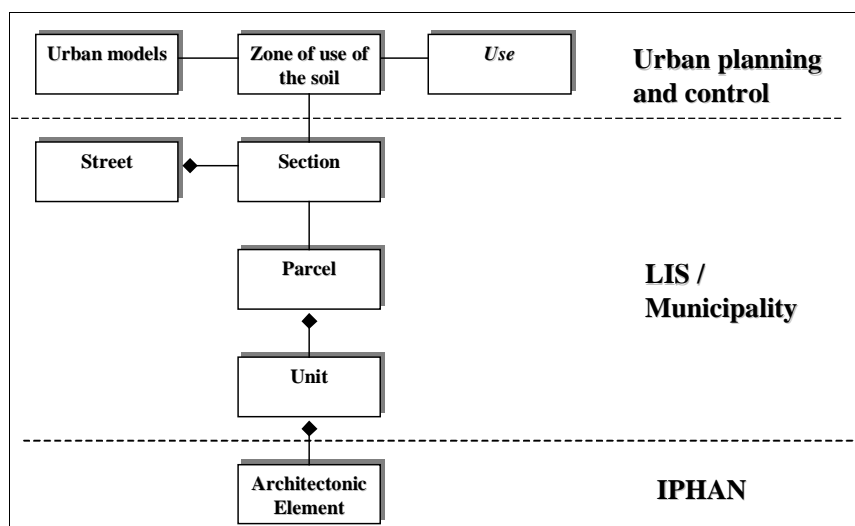 Urban models
Zone of use of
the soil
Use
Urban planning
and control
Street
Section
Parcel
LIS /
Municipality
Unit
Architectonic
Element
IPHAN